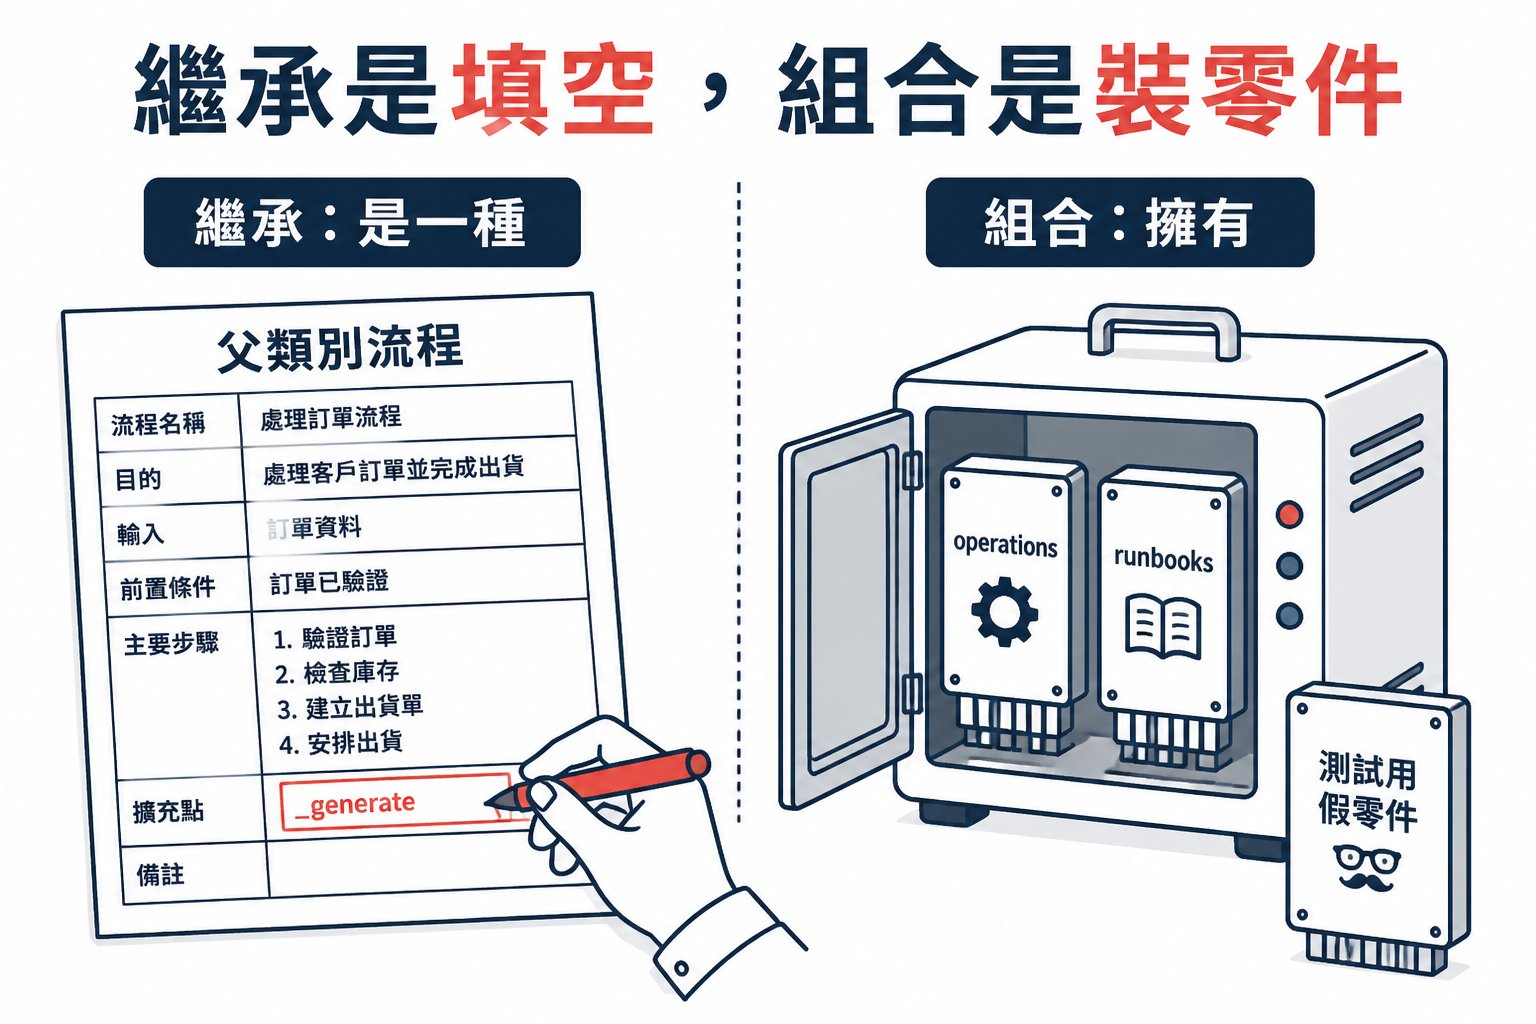 繼承是填空，組合是裝零件
繼承：是一種
父類別流程
流程名稱 處理訂單流程
目的 處理客戶訂單並完成出貨
輸入 訂單資料
前置條件 訂單已驗證
主要步驟 1. 驗證訂單
2. 檢查庫存
3. 建立出貨單
4. 安排出貨
擴充點 _generate
備註
組合：擁有
operations
runbooks
測試用
假零件